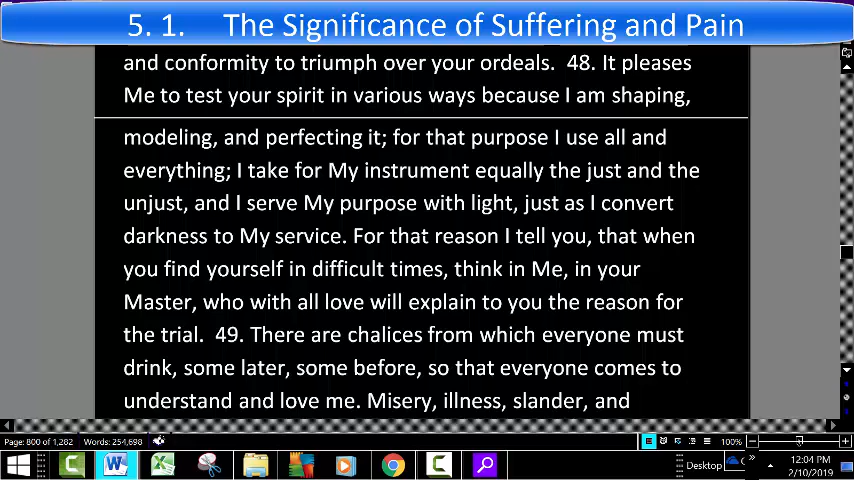 5. 1. The Significance of Suffering and Pain
and conformity to triumph over your ordeals. 48. It pleases
Me to test your spirit in various ways because I am shaping,
modeling, and perfecting it; for that purpose I use all and
everything; I take for My instrument equally the just and the
unjust, and I serve My purpose with light, just as I convert
darkness to My service. For that reason I tell you, that when
you find yourself in difficult times, think in Me, in your
Master, who with all love will explain to you the reason for
the trial. 49. There are chalices from which everyone must
drink, some later, some before, so that everyone comes to
understand and love me. Misery, illness, slander, and
Page: 800 of 1,282 Words: 254,698 100%
Desktop 12:04 PM
2/10/2019